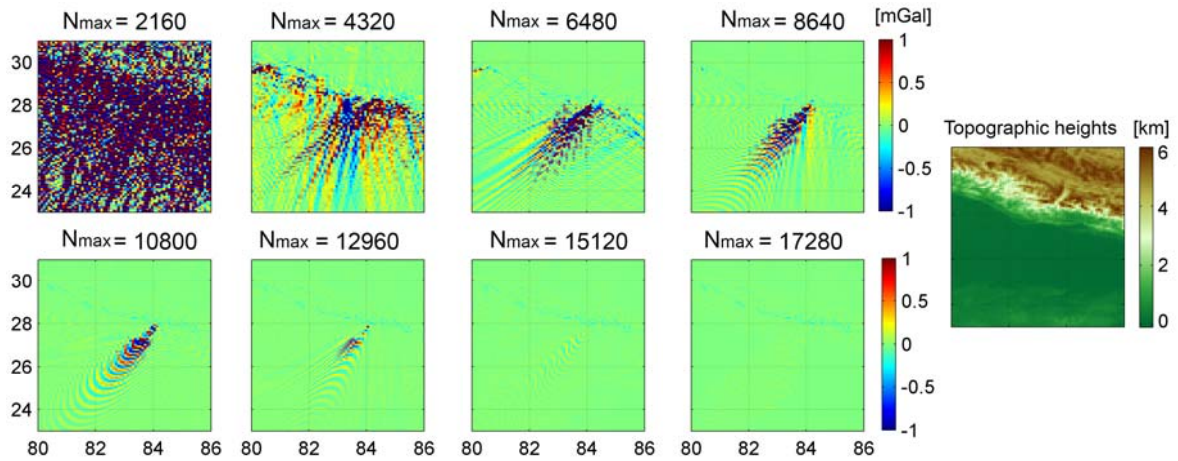 Nmax = 2160
Nmax = 4320
Nmax = 6480
Nmax = 8640
[mGal]
30
28
26
24
1
0.5
0
-0.5
-1
Topographic heights [km]
6
4
2
0
Nmax = 10800
Nmax = 12960
Nmax = 15120
Nmax = 17280
30
28
26
24
80 82 84 86
80 82 84 86
80 82 84 86
80 82 84 86
1
0.5
0
-0.5
-1